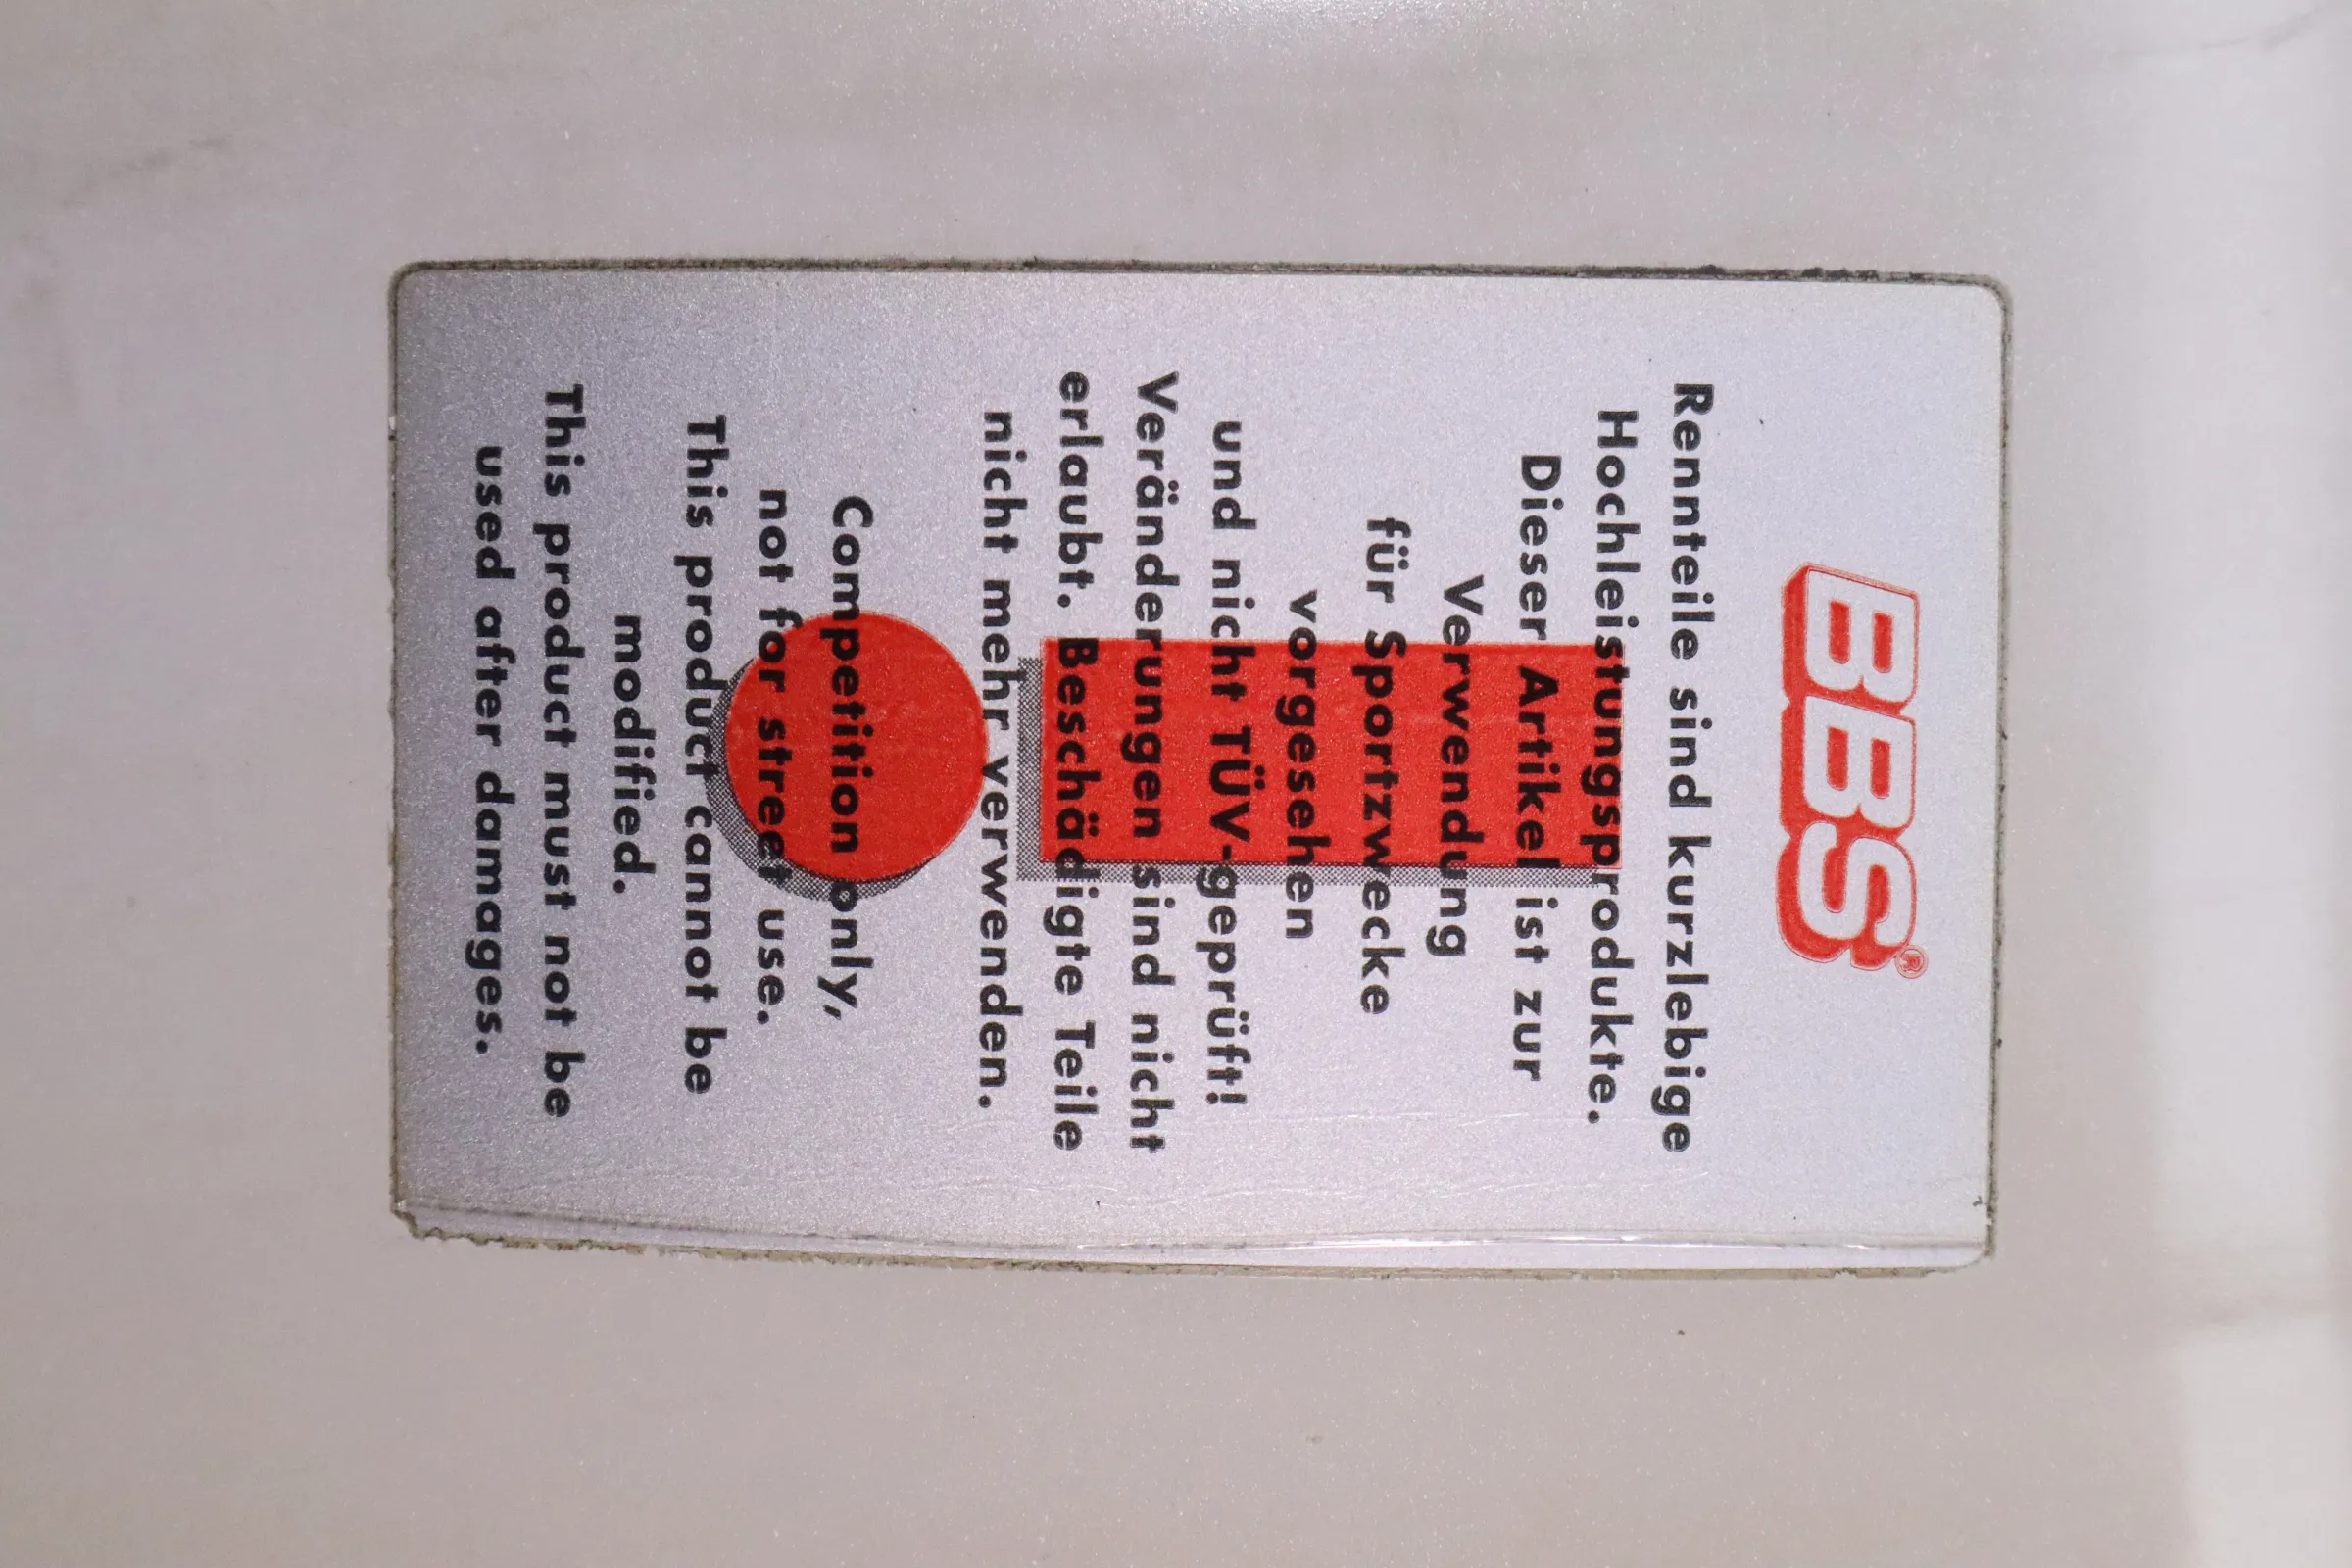 BBS®
Rennteile sind kurzlebige
Hochleistungsprodukte.
Dieser Artikel ist zur
Verwendung
für Sportzwecke
vorgesehen
und nicht TÜV-geprüft!
Veränderungen sind nicht
erlaubt. Beschädigte Teile
nicht mehr verwenden.
Competition only,
not for street use.
This product cannot be
modified.
This product must not be
used after damages.